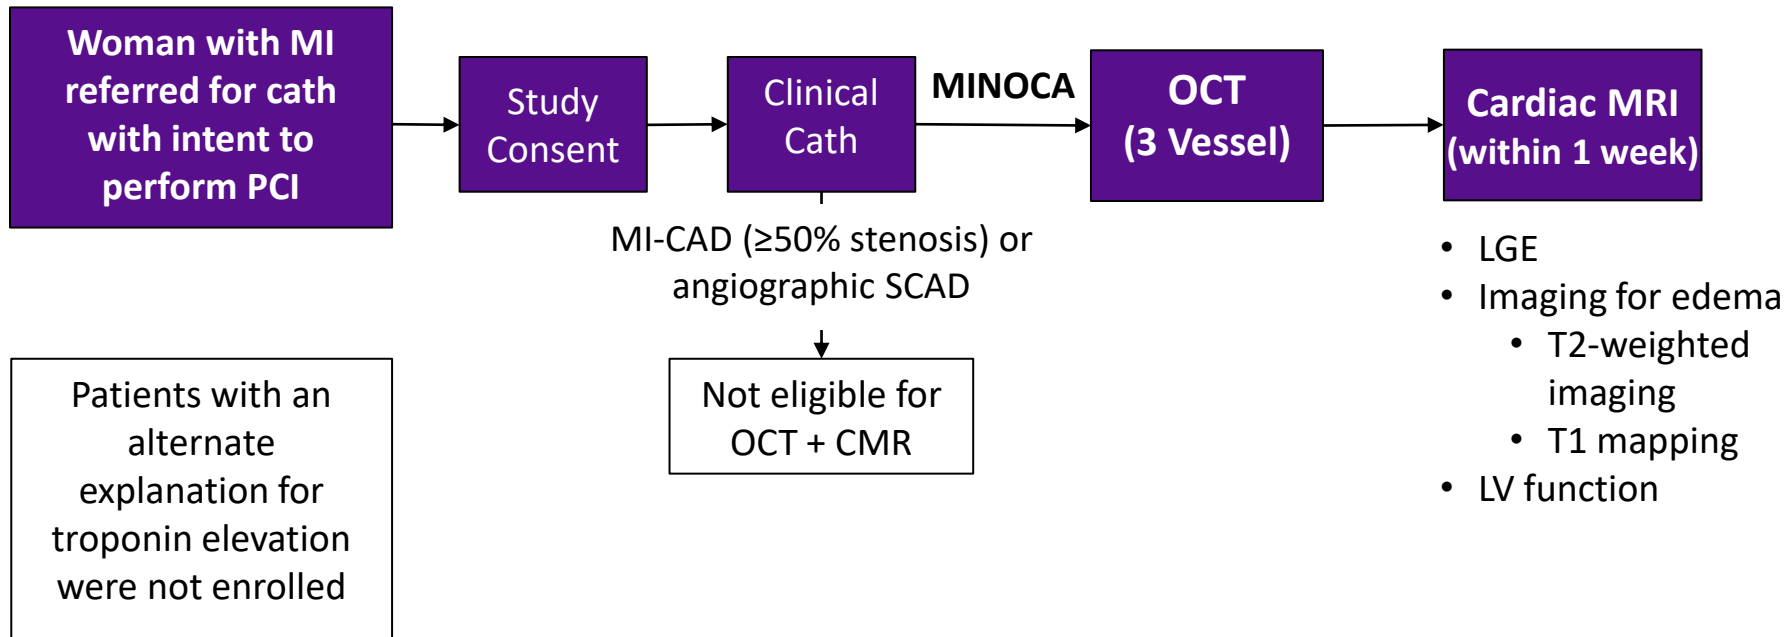 Woman with MI
referred for cath
with intent to
perform PCI
Study
Consent
Clinical
Cath
MINOCA
OCT
(3 Vessel)
Cardiac MRI
(within 1 week)
MI-CAD (≥50% stenosis) or
angiographic SCAD
Not eligible for
OCT + CMR
• LGE
• Imaging for edema
• T2-weighted
imaging
• T1 mapping
• LV function
Patients with an
alternate
explanation for
troponin elevation
were not enrolled